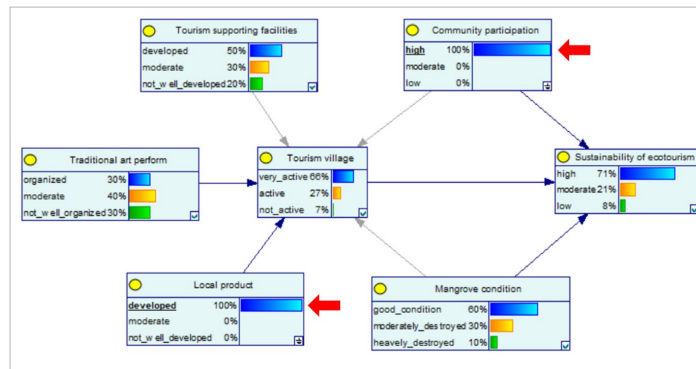 Tourism supporting facilities
developed 50%
moderate 30%
not_well_developed 20%
Community participation
high 100%
moderate 0%
low 0%
Traditional art perform
organized 30%
moderate 40%
not_well_organized 30%
Tourism village
very_active 66%
active 27%
not_active 7%
Sustainability of ecotourism
high 71%
moderate 21%
low 8%
Local product
developed 100%
moderate 0%
not_well_developed 0%
Mangrove condition
good_condition 60%
moderately_destroyed 30%
heavely_destroyed 10%